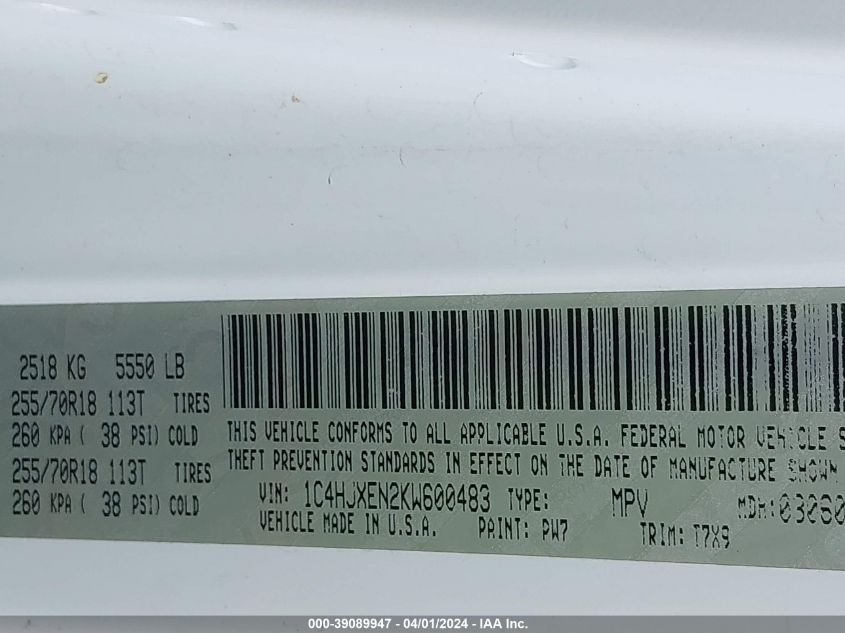 2518 KG 5550 LB
255/70R18 113T TIRES
260 KPA ( 38 PSI) COLD
255/70R18 113T TIRES
260 KPA ( 38 PSI) COLD
THIS VEHICLE CONFORMS TO ALL APPLICABLE U.S.A. FEDERAL MOTOR VEHICLE S
THEFT PREVENTION STANDARDS IN EFFECT ON THE DATE OF MANUFACTURE SHOWN
VIN: 1C4HJXEN2KW600483 TYPE: MPV MDH:03060
VEHICLE MADE IN U.S.A. PAINT: PW7 TRIM: T7X9
000-39089947 - 04/01/2024 - IAA Inc.